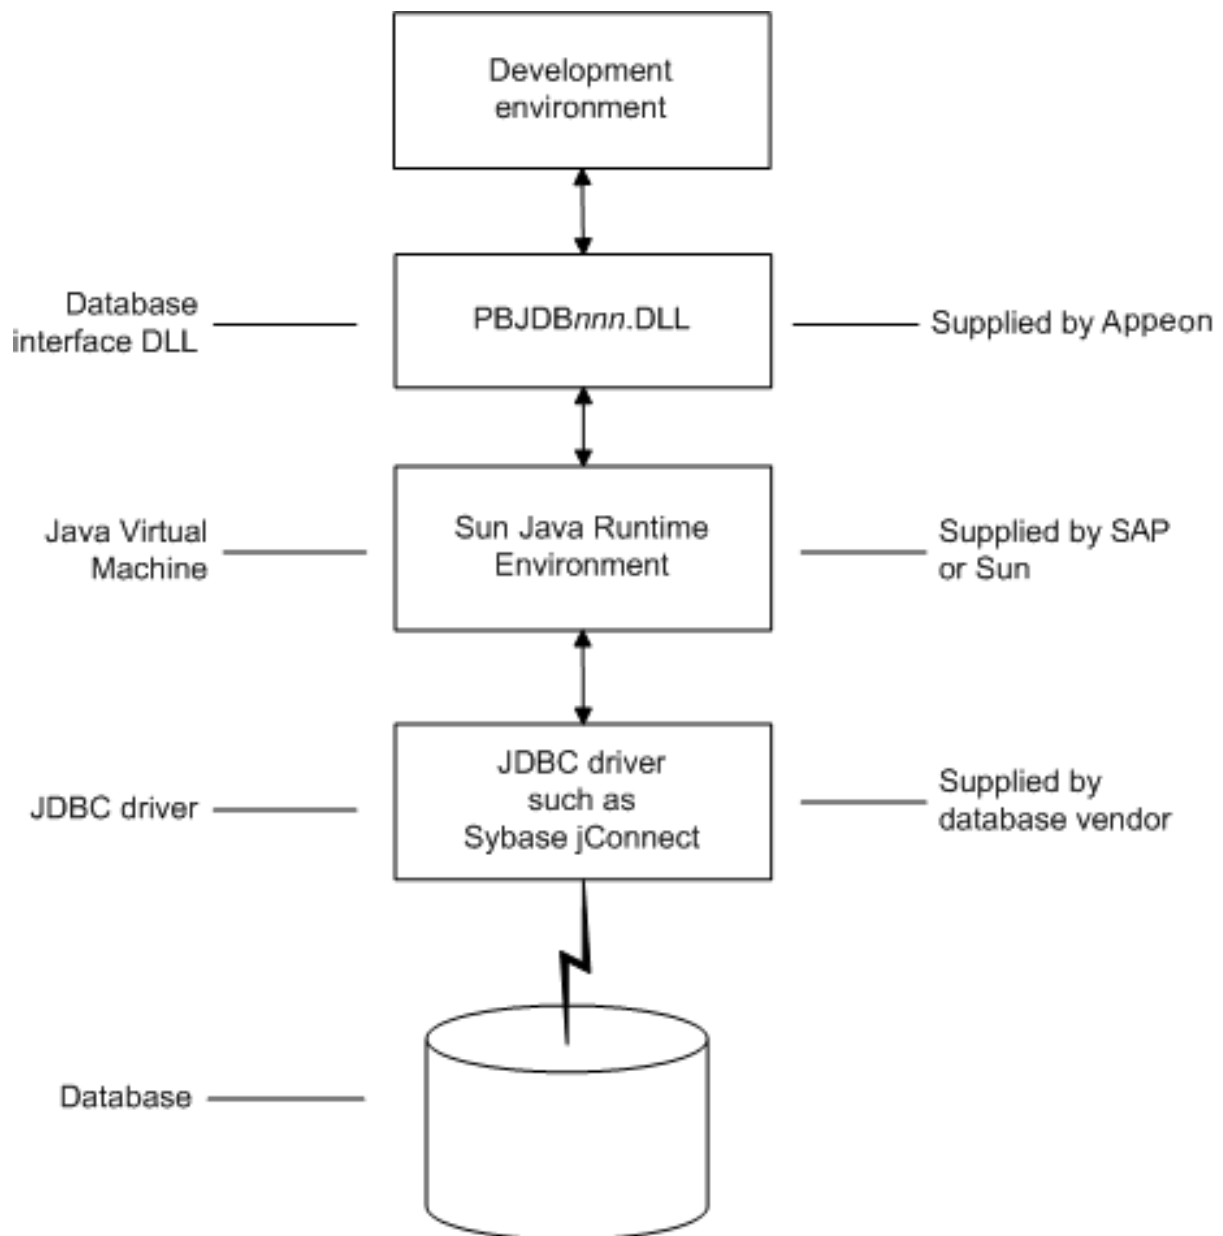 Development
environment
Database
interface DLL
PBJDBnnn.DLL
Supplied by Appeon
Java Virtual
Machine
Sun Java Runtime
Environment
Supplied by SAP
or Sun
JDBC driver
JDBC driver
such as
Sybase jConnect
Supplied by
database vendor
Database